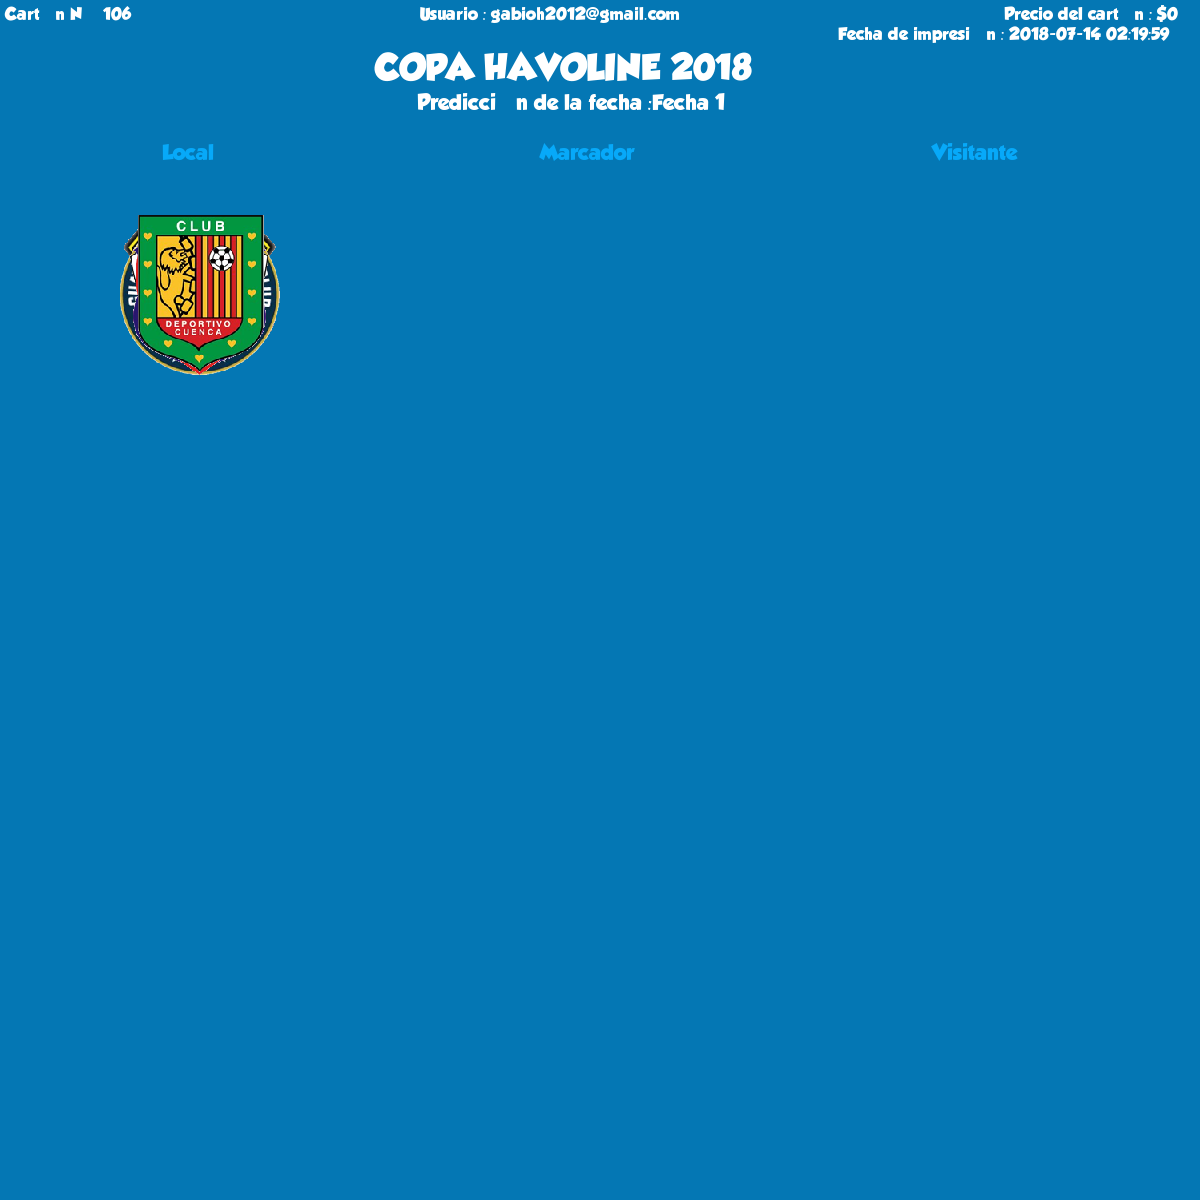 Cart n N 106
Usuario : gabioh2012@gmail.com
Precio del cart n : $0
Fecha de impresi n : 2018-07-14 02:19:59
COPA HAVOLINE 2018
Predicci n de la fecha :Fecha 1
Local
Marcador
Visitante
CLUB
DEPORTIVO
CUENCA